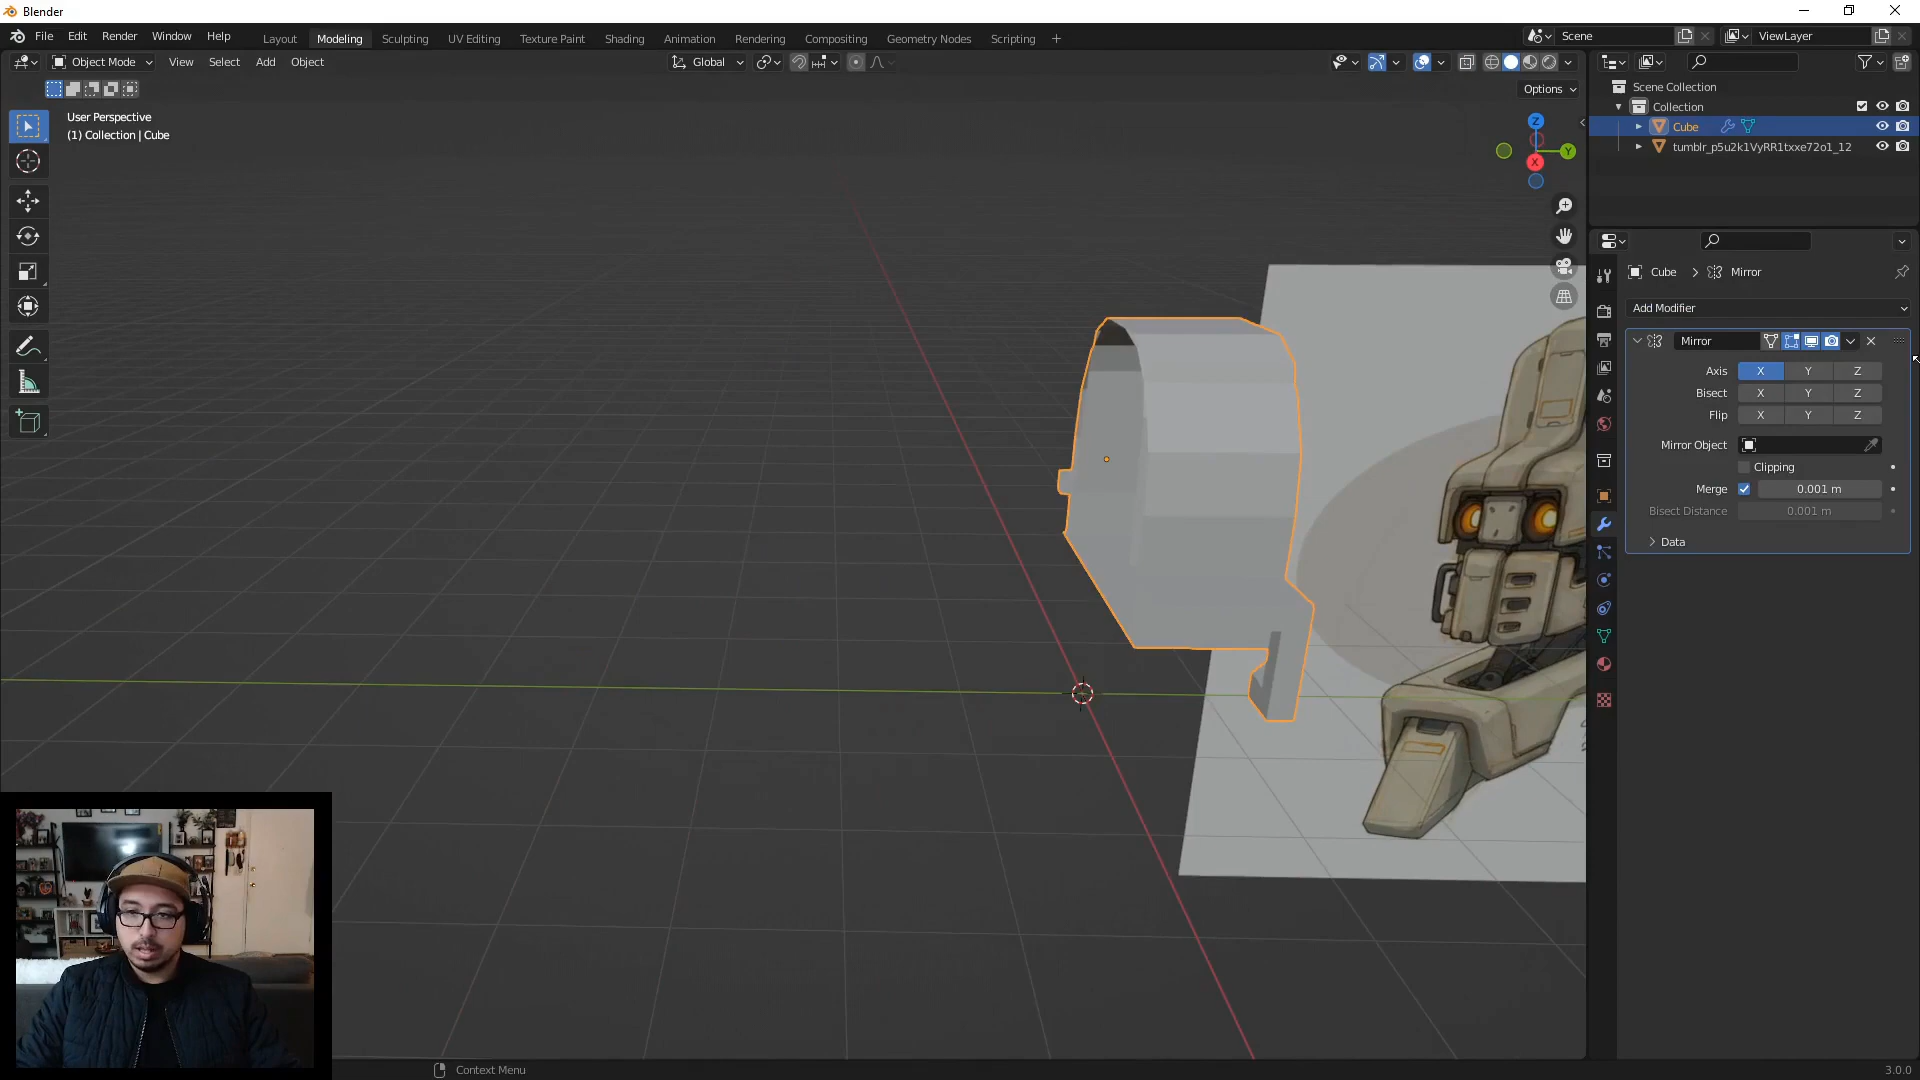 Blender
File Edit Render Window Help Layout Modeling Sculpting UV Editing Texture Paint Shading Animation Rendering Compositing Geometry Nodes Scripting + Scene ViewLayer
Object Mode View Select Add Object Global
Options
User Perspective
(1) Collection | Cube
Z
Y
X
Scene Collection
Collection
Cube
tumblr_p5u2k1VyRR1txxe72o1_12
Cube > Mirror
Add Modifier
Mirror
Axis X Y Z
Bisect X Y Z
Flip X Y Z
Mirror Object
Clipping
Merge 0.001 m
Bisect Distance 0.001 m
> Data
Context Menu
3.0.0